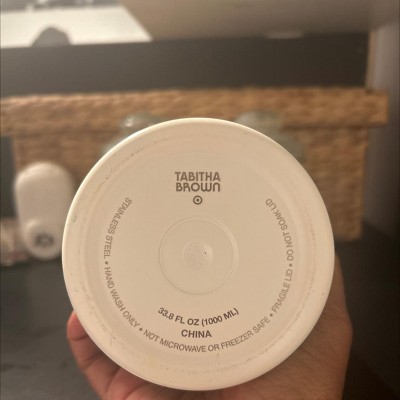 TABITHA
BROWN
STAINLESS STEEL • HAND WASH ONLY • NOT MICROWAVE OR FREEZER SAFE • FRAGILE LID • DO NOT SOAK LID
33.8 FL OZ (1000 ML)
CHINA